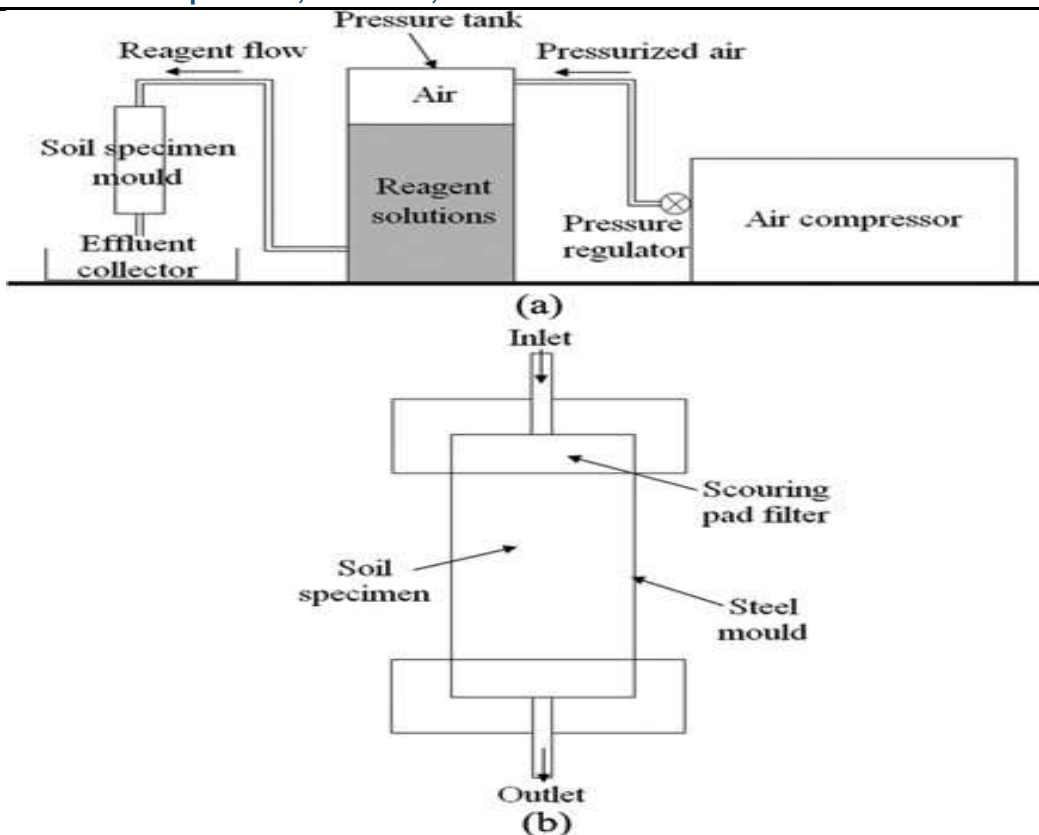 Pressure tank
Reagent flow
Pressurized air
Air
Soil specimen
mould
Reagent
solutions
Pressure
regulator
Air compressor
Effluent
collector
(a)
Inlet
Scouring
pad filter
Soil
specimen
Steel
mould
Outlet
(b)